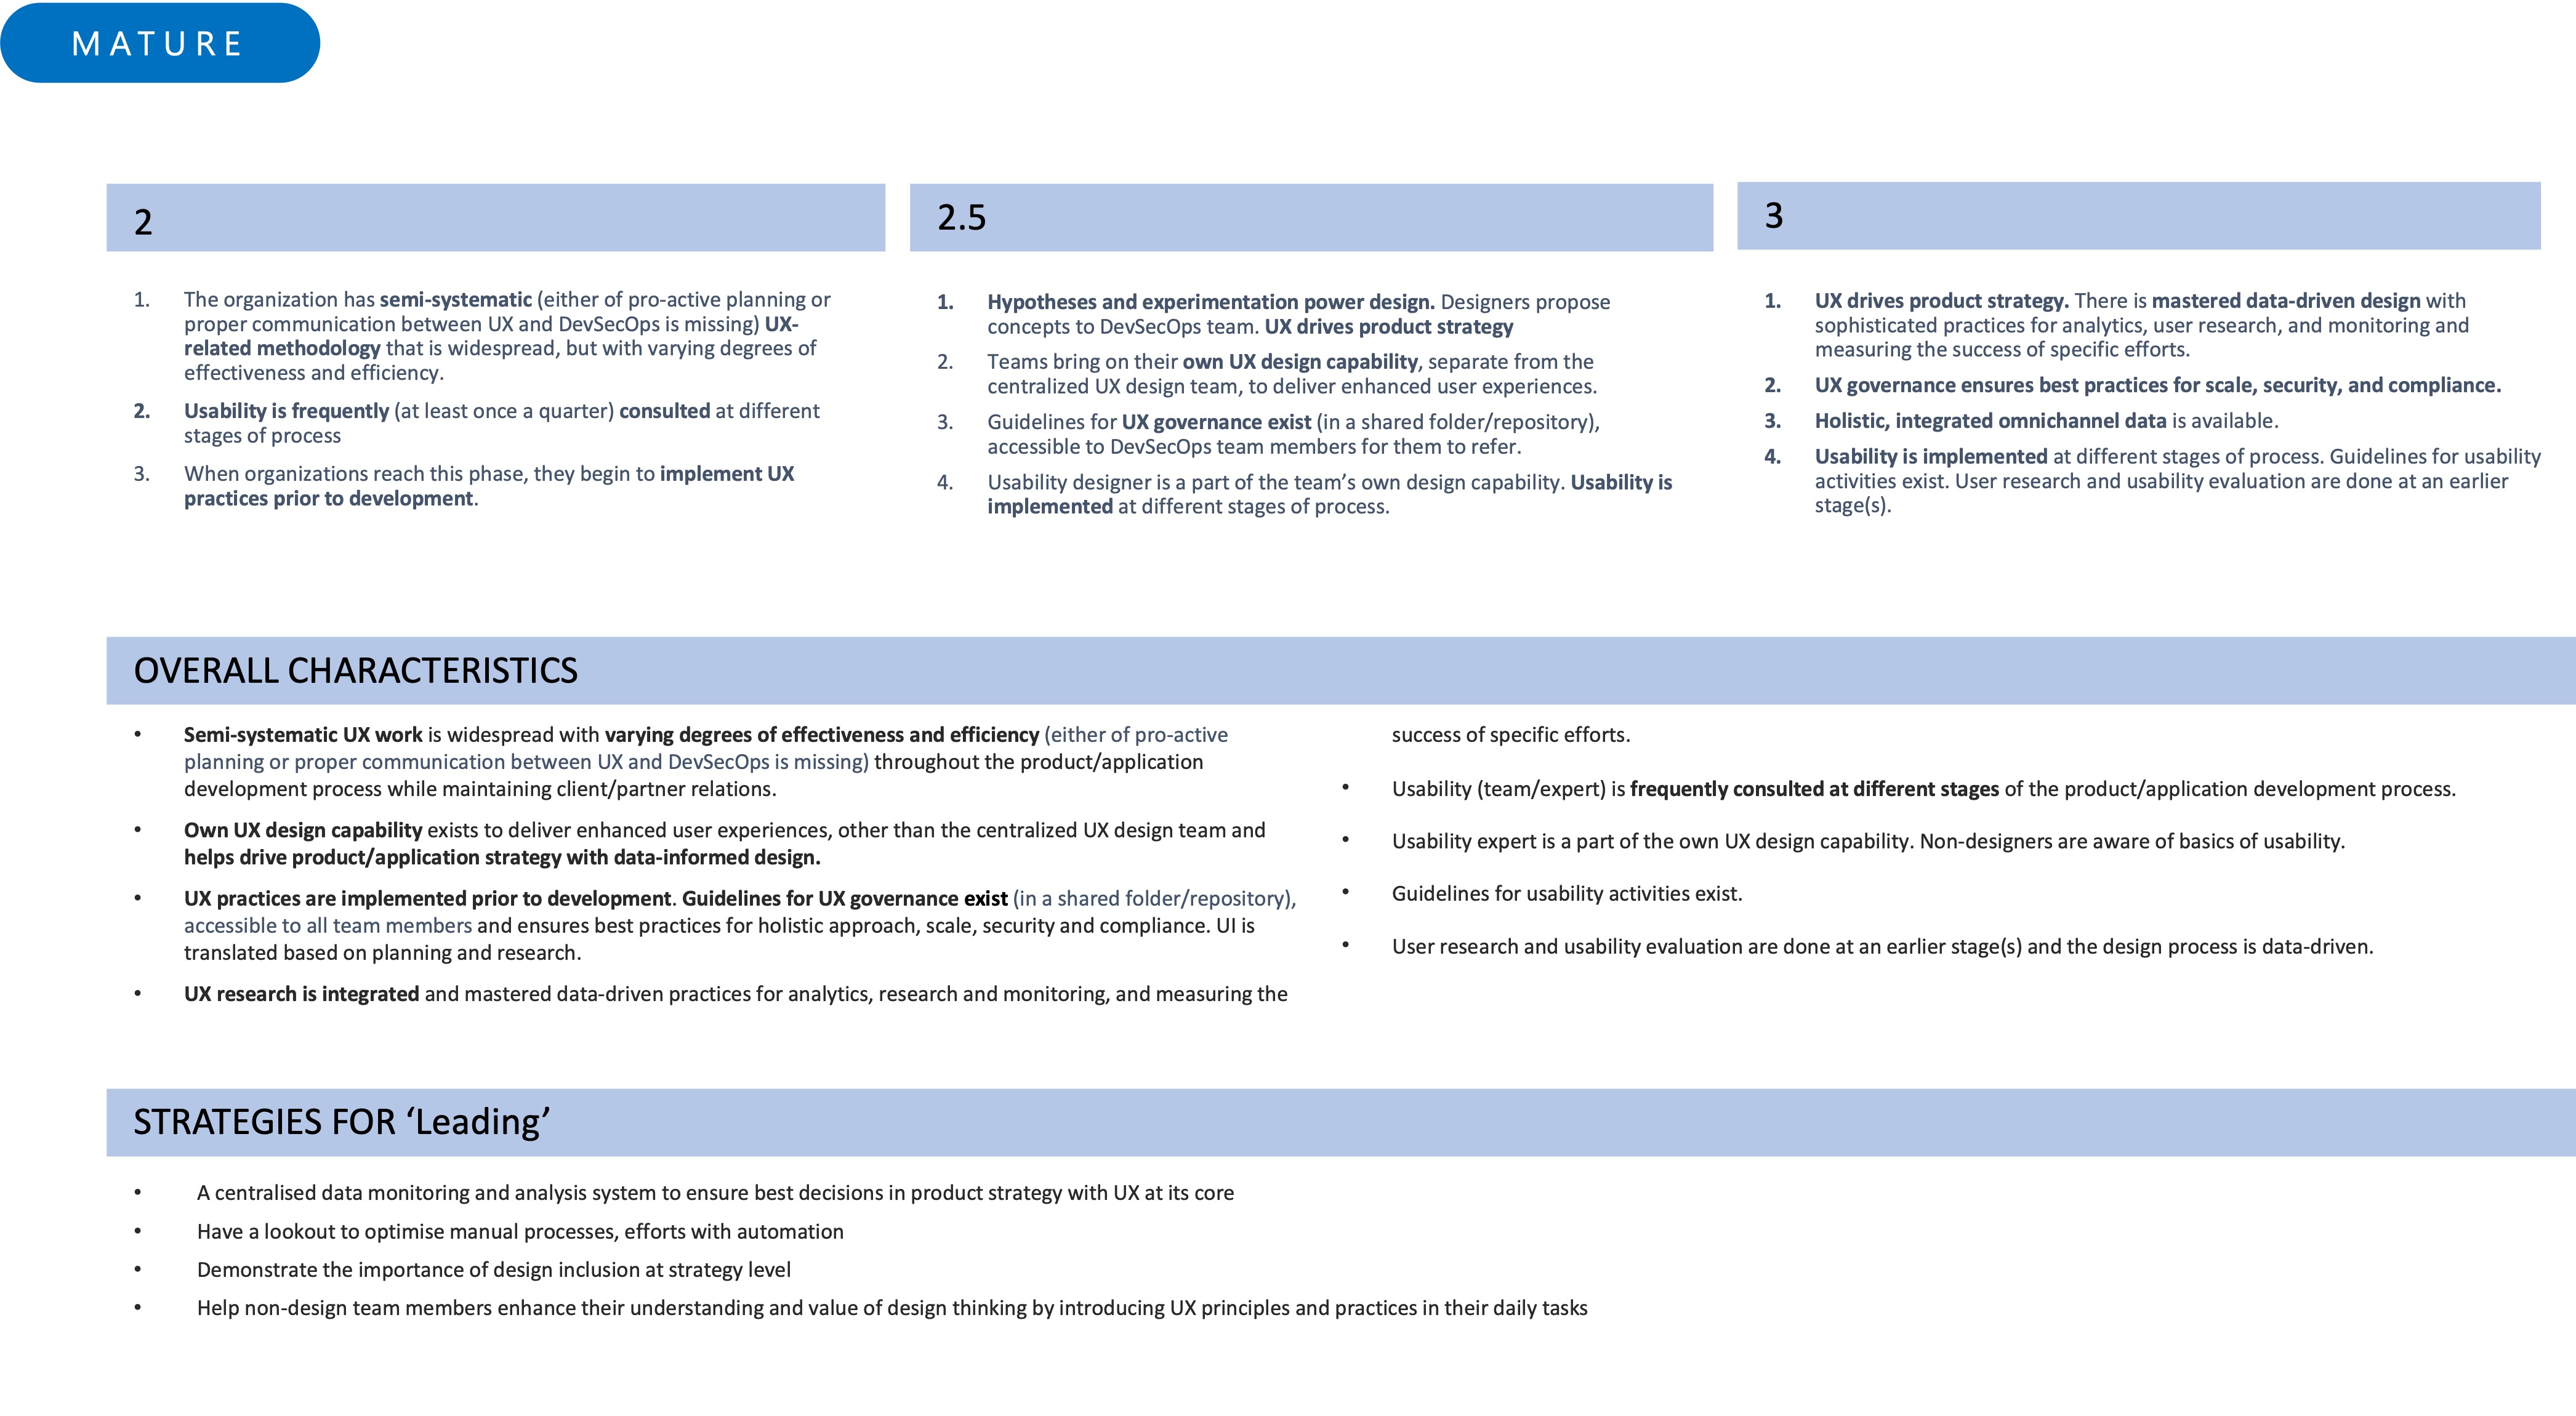 MATURE
2
1. The organization has semi-systematic (either of pro-active planning or
proper communication between UX and DevSecOps is missing) UX-
related methodology that is widespread, but with varying degrees of
effectiveness and efficiency.
2. Usability is frequently (at least once a quarter) consulted at different
stages of process
3. When organizations reach this phase, they begin to implement UX
practices prior to development.
2.5
1. Hypotheses and experimentation power design. Designers propose
concepts to DevSecOps team. UX drives product strategy
2. Teams bring on their own UX design capability, separate from the
centralized UX design team, to deliver enhanced user experiences.
3. Guidelines for UX governance exist (in a shared folder/repository),
accessible to DevSecOps team members for them to refer.
4. Usability designer is a part of the team’s own design capability. Usability is
implemented at different stages of process.
3
1. UX drives product strategy. There is mastered data-driven design with
sophisticated practices for analytics, user research, and monitoring and
measuring the success of specific efforts.
2. UX governance ensures best practices for scale, security, and compliance.
3. Holistic, integrated omnichannel data is available.
4. Usability is implemented at different stages of process. Guidelines for usability
activities exist. User research and usability evaluation are done at an earlier
stage(s).
OVERALL CHARACTERISTICS
• Semi-systematic UX work is widespread with varying degrees of effectiveness and efficiency (either of pro-active
planning or proper communication between UX and DevSecOps is missing) throughout the product/application
development process while maintaining client/partner relations.
• Own UX design capability exists to deliver enhanced user experiences, other than the centralized UX design team and
helps drive product/application strategy with data-informed design.
• UX practices are implemented prior to development. Guidelines for UX governance exist (in a shared folder/repository),
accessible to all team members and ensures best practices for holistic approach, scale, security and compliance. UI is
translated based on planning and research.
• UX research is integrated and mastered data-driven practices for analytics, research and monitoring, and measuring the
success of specific efforts.
• Usability (team/expert) is frequently consulted at different stages of the product/application development process.
• Usability expert is a part of the own UX design capability. Non-designers are aware of basics of usability.
• Guidelines for usability activities exist.
• User research and usability evaluation are done at an earlier stage(s) and the design process is data-driven.
STRATEGIES FOR ‘Leading’
• A centralised data monitoring and analysis system to ensure best decisions in product strategy with UX at its core
• Have a lookout to optimise manual processes, efforts with automation
• Demonstrate the importance of design inclusion at strategy level
• Help non-design team members enhance their understanding and value of design thinking by introducing UX principles and practices in their daily tasks